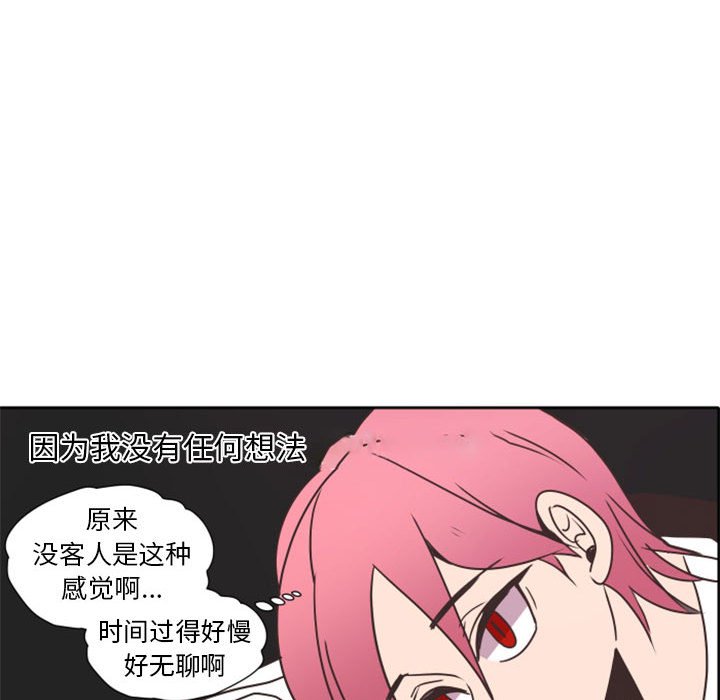 因为我没有任何想法
原来
没客人是这种
感觉啊...
时间过得好慢
好无聊啊